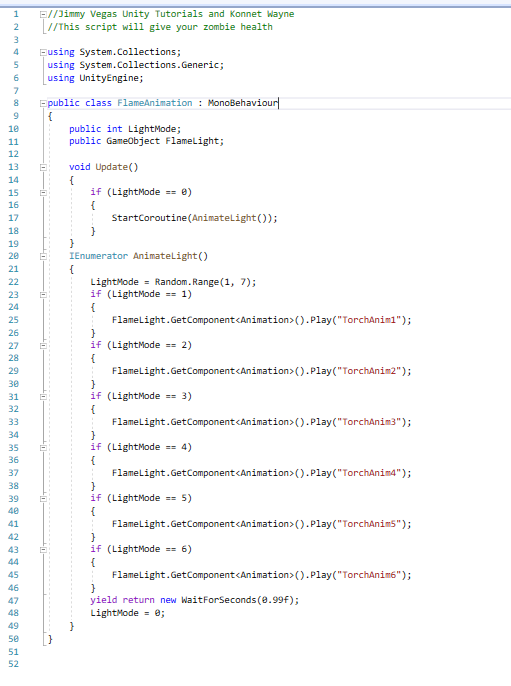 1 //Jimmy Vegas Unity Tutorials and Konnet Wayne
2 //This script will give your zombie health
3
4 using System.Collections;
5 using System.Collections.Generic;
6 using UnityEngine;
7
8 public class FlameAnimation : MonoBehaviour
9 {
10 public int LightMode;
11 public GameObject FlameLight;
12
13 void Update()
14 {
15 if (LightMode == 0)
16 {
17 StartCoroutine(AnimateLight());
18 }
19 }
20 IEnumerator AnimateLight()
21 {
22 LightMode = Random.Range(1, 7);
23 if (LightMode == 1)
24 {
25 FlameLight.GetComponent<Animation>().Play("TorchAnim1");
26 }
27 if (LightMode == 2)
28 {
29 FlameLight.GetComponent<Animation>().Play("TorchAnim2");
30 }
31 if (LightMode == 3)
32 {
33 FlameLight.GetComponent<Animation>().Play("TorchAnim3");
34 }
35 if (LightMode == 4)
36 {
37 FlameLight.GetComponent<Animation>().Play("TorchAnim4");
38 }
39 if (LightMode == 5)
40 {
41 FlameLight.GetComponent<Animation>().Play("TorchAnim5");
42 }
43 if (LightMode == 6)
44 {
45 FlameLight.GetComponent<Animation>().Play("TorchAnim6");
46 }
47 yield return new WaitForSeconds(0.99f);
48 LightMode = 0;
49 }
50 }
51
52